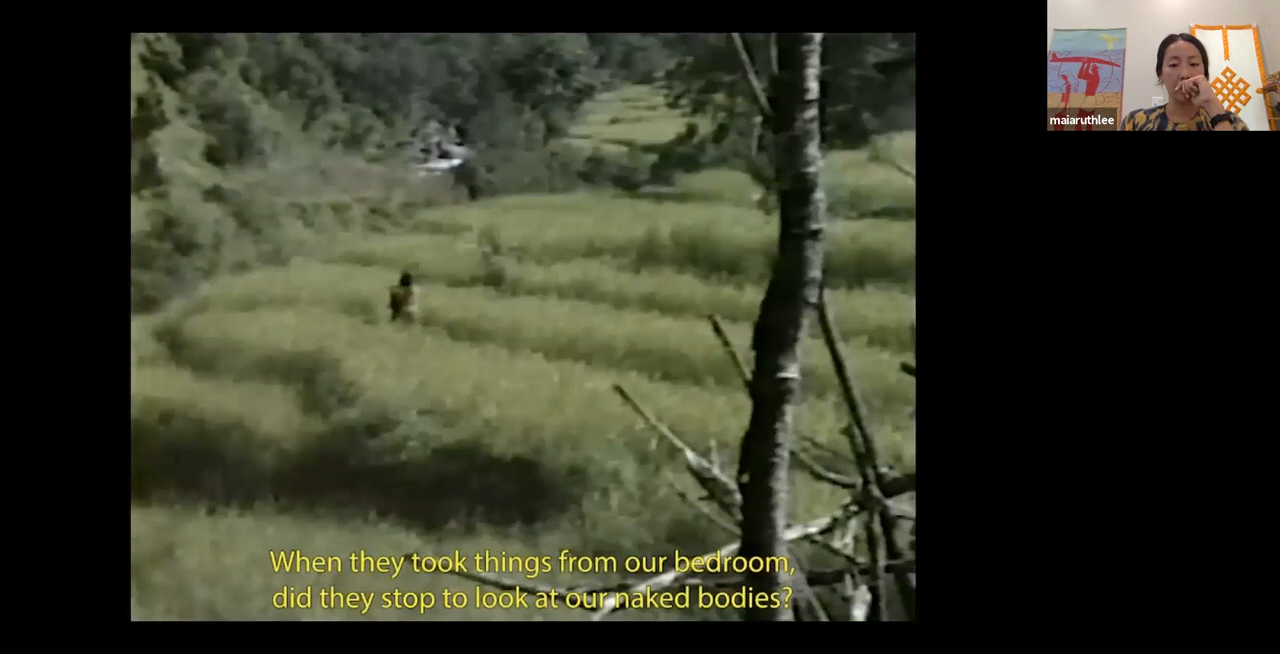 maiaruthlee
When they took things from our bedroom,
did they stop to look at our naked bodies?